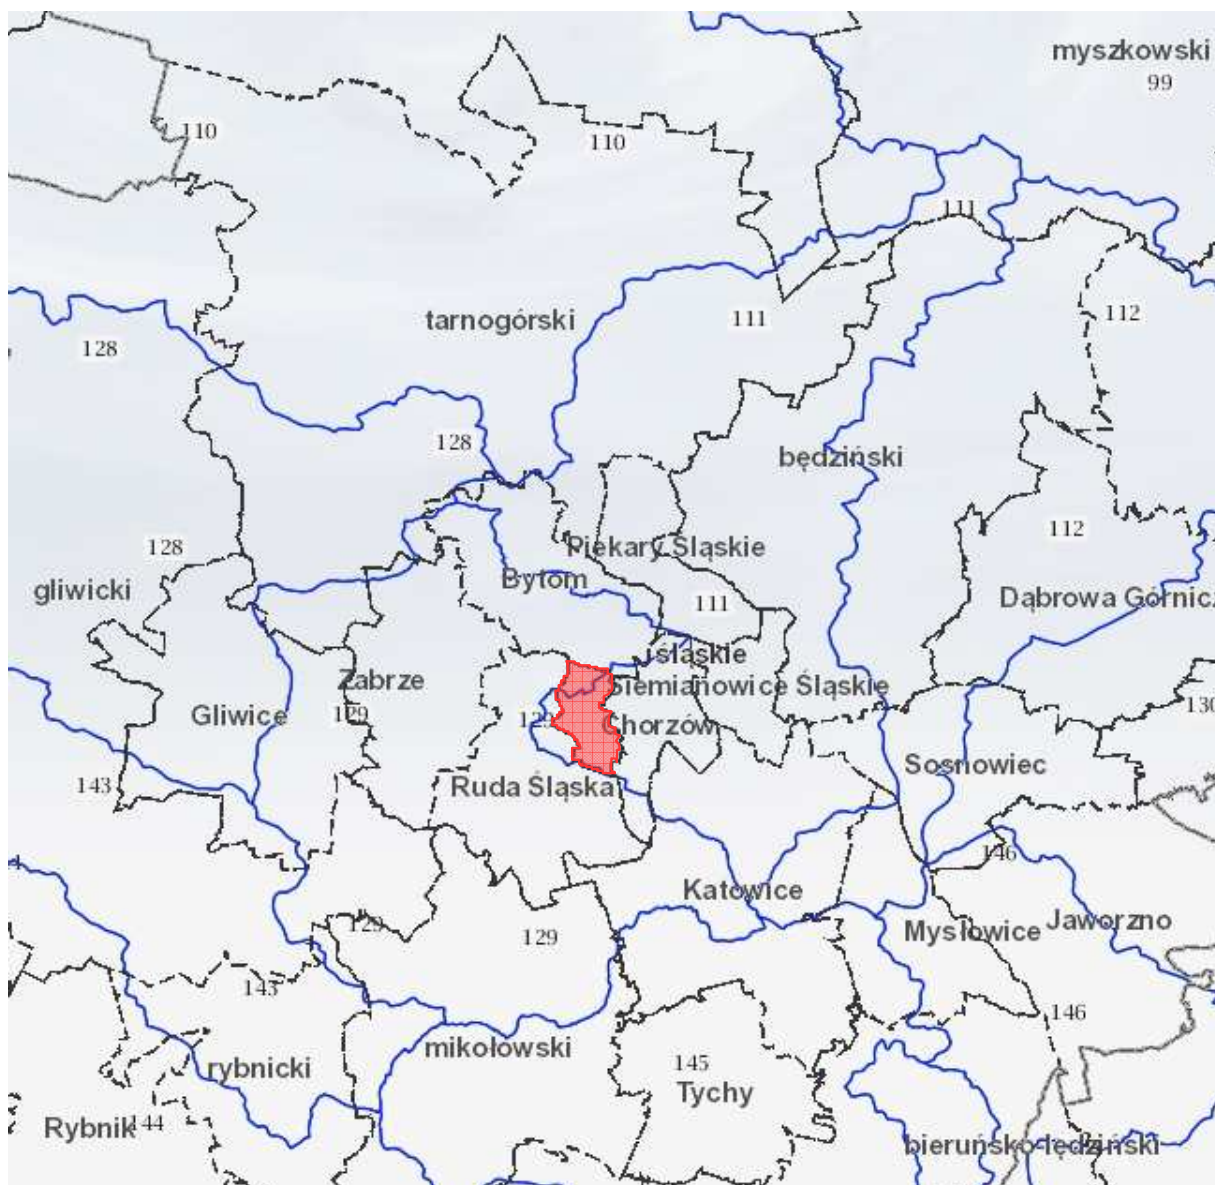 myszkowski
99
110
110
111
112
tarnogórski
111
128
128
będziński
112
128
Piekary Śląskie
gliwicki
Bytom
111
Dąbrowa Górnicz
śląskie
Zabrze
Siemianowice Śląskie
130
Gliwice
129
129
Chorzów
143
Ruda Śląska
Sosnowiec
146
Katowice
129
129
Mysłowice
Jaworzno
143
146
mikołowski
rybnicki
145
Tychy
Rybnik
144
bieruńsko-lędziński